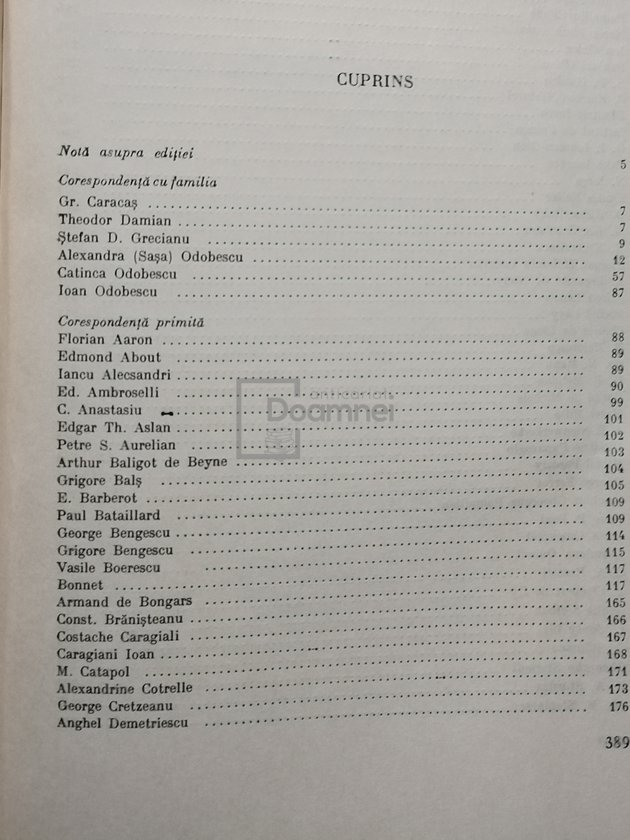 CUPRINS
Notă asupra ediției 5
Corespondență cu familia
Gr. Caracaș 7
Theodor Damian 7
Ștefan D. Grecianu 9
Alexandra (Sașa) Odobescu 12
Catinca Odobescu 57
Ioan Odobescu 87
Corespondență primită
Florian Aaron 88
Edmond About 89
Iancu Alecsandri 89
Ed. Ambroselli 90
C. Anastasiu 99
Edgar Th. Aslan 101
Petre S. Aurelian 102
Arthur Baligot de Beyne 103
Grigore Balș 104
E. Barberot 105
Paul Bataillard 109
George Bengescu 109
Grigore Bengescu 114
Vasile Boerescu 115
Bonnet 117
Armand de Bongars 117
Const. Brănișteanu 165
Costache Caragiali 166
Caragiani Ioan 167
M. Catapol 168
Alexandrine Cotrelle 171
George Cretzeanu 173
Anghel Demetriescu 176
389
anticariat
Doamnei